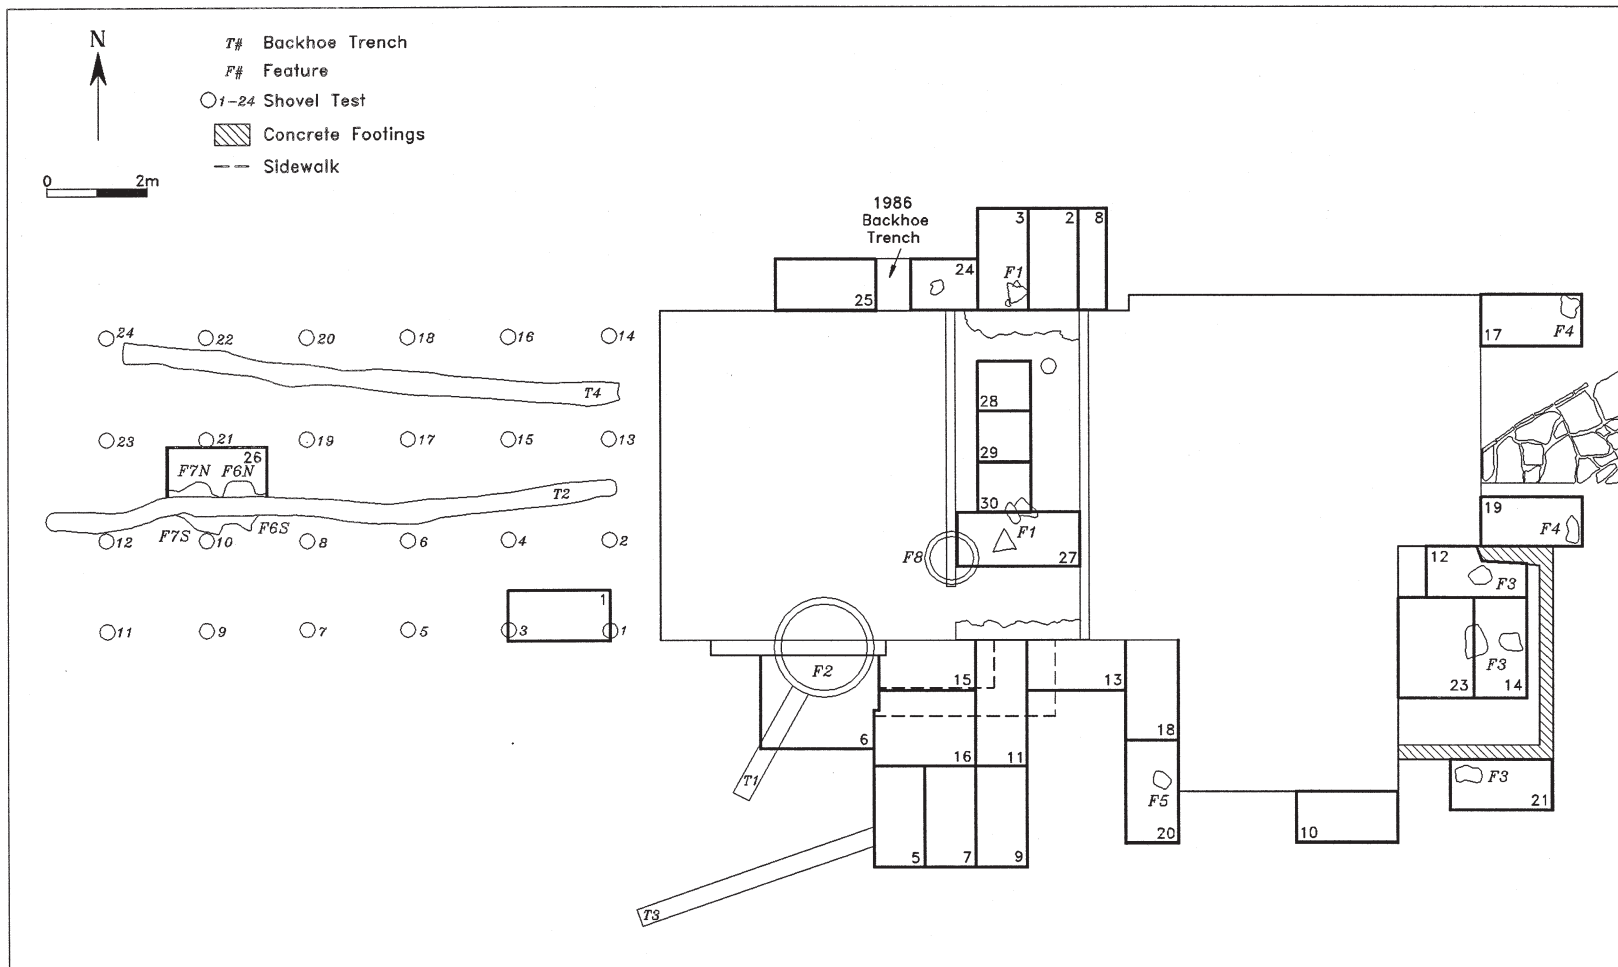 N
T# Backhoe Trench
F# Feature
1-24 Shovel Test
Concrete Footings
Sidewalk
0 2m
1986
Backhoe
Trench
3 2 8
24 F1
25
24 22 20 18 16 14
T4
17 F4
28
23 21 19 17 15 13
26
29
F7N F6N
T2
30
19 F4
F7S F6S
F1
12 10 8 6 4 2
F8 27
12 F3
1
11 9 7 5 3 1
F2
15 13
F3
23 14
18
6 16 11
T1
F5
F3
21
5 7 9
20 10
T3